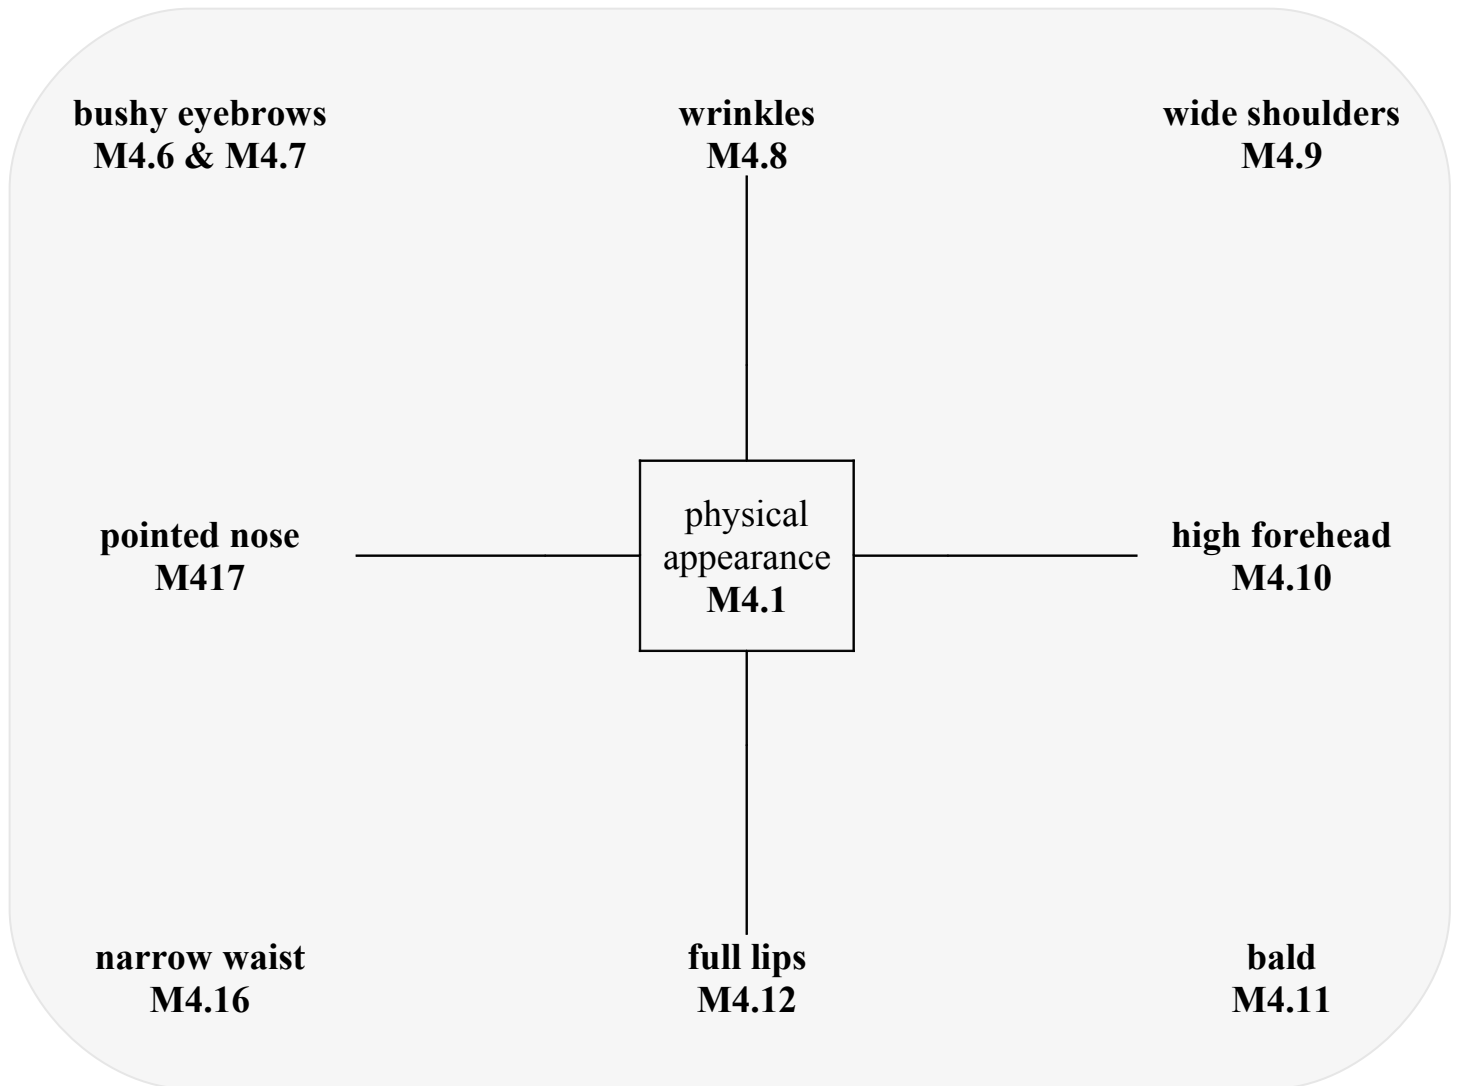 bushy eyebrows
M4.6 & M4.7
wrinkles
M4.8
wide shoulders
M4.9
pointed nose
M417
physical
appearance
M4.1
high forehead
M4.10
narrow waist
M4.16
full lips
M4.12
bald
M4.11